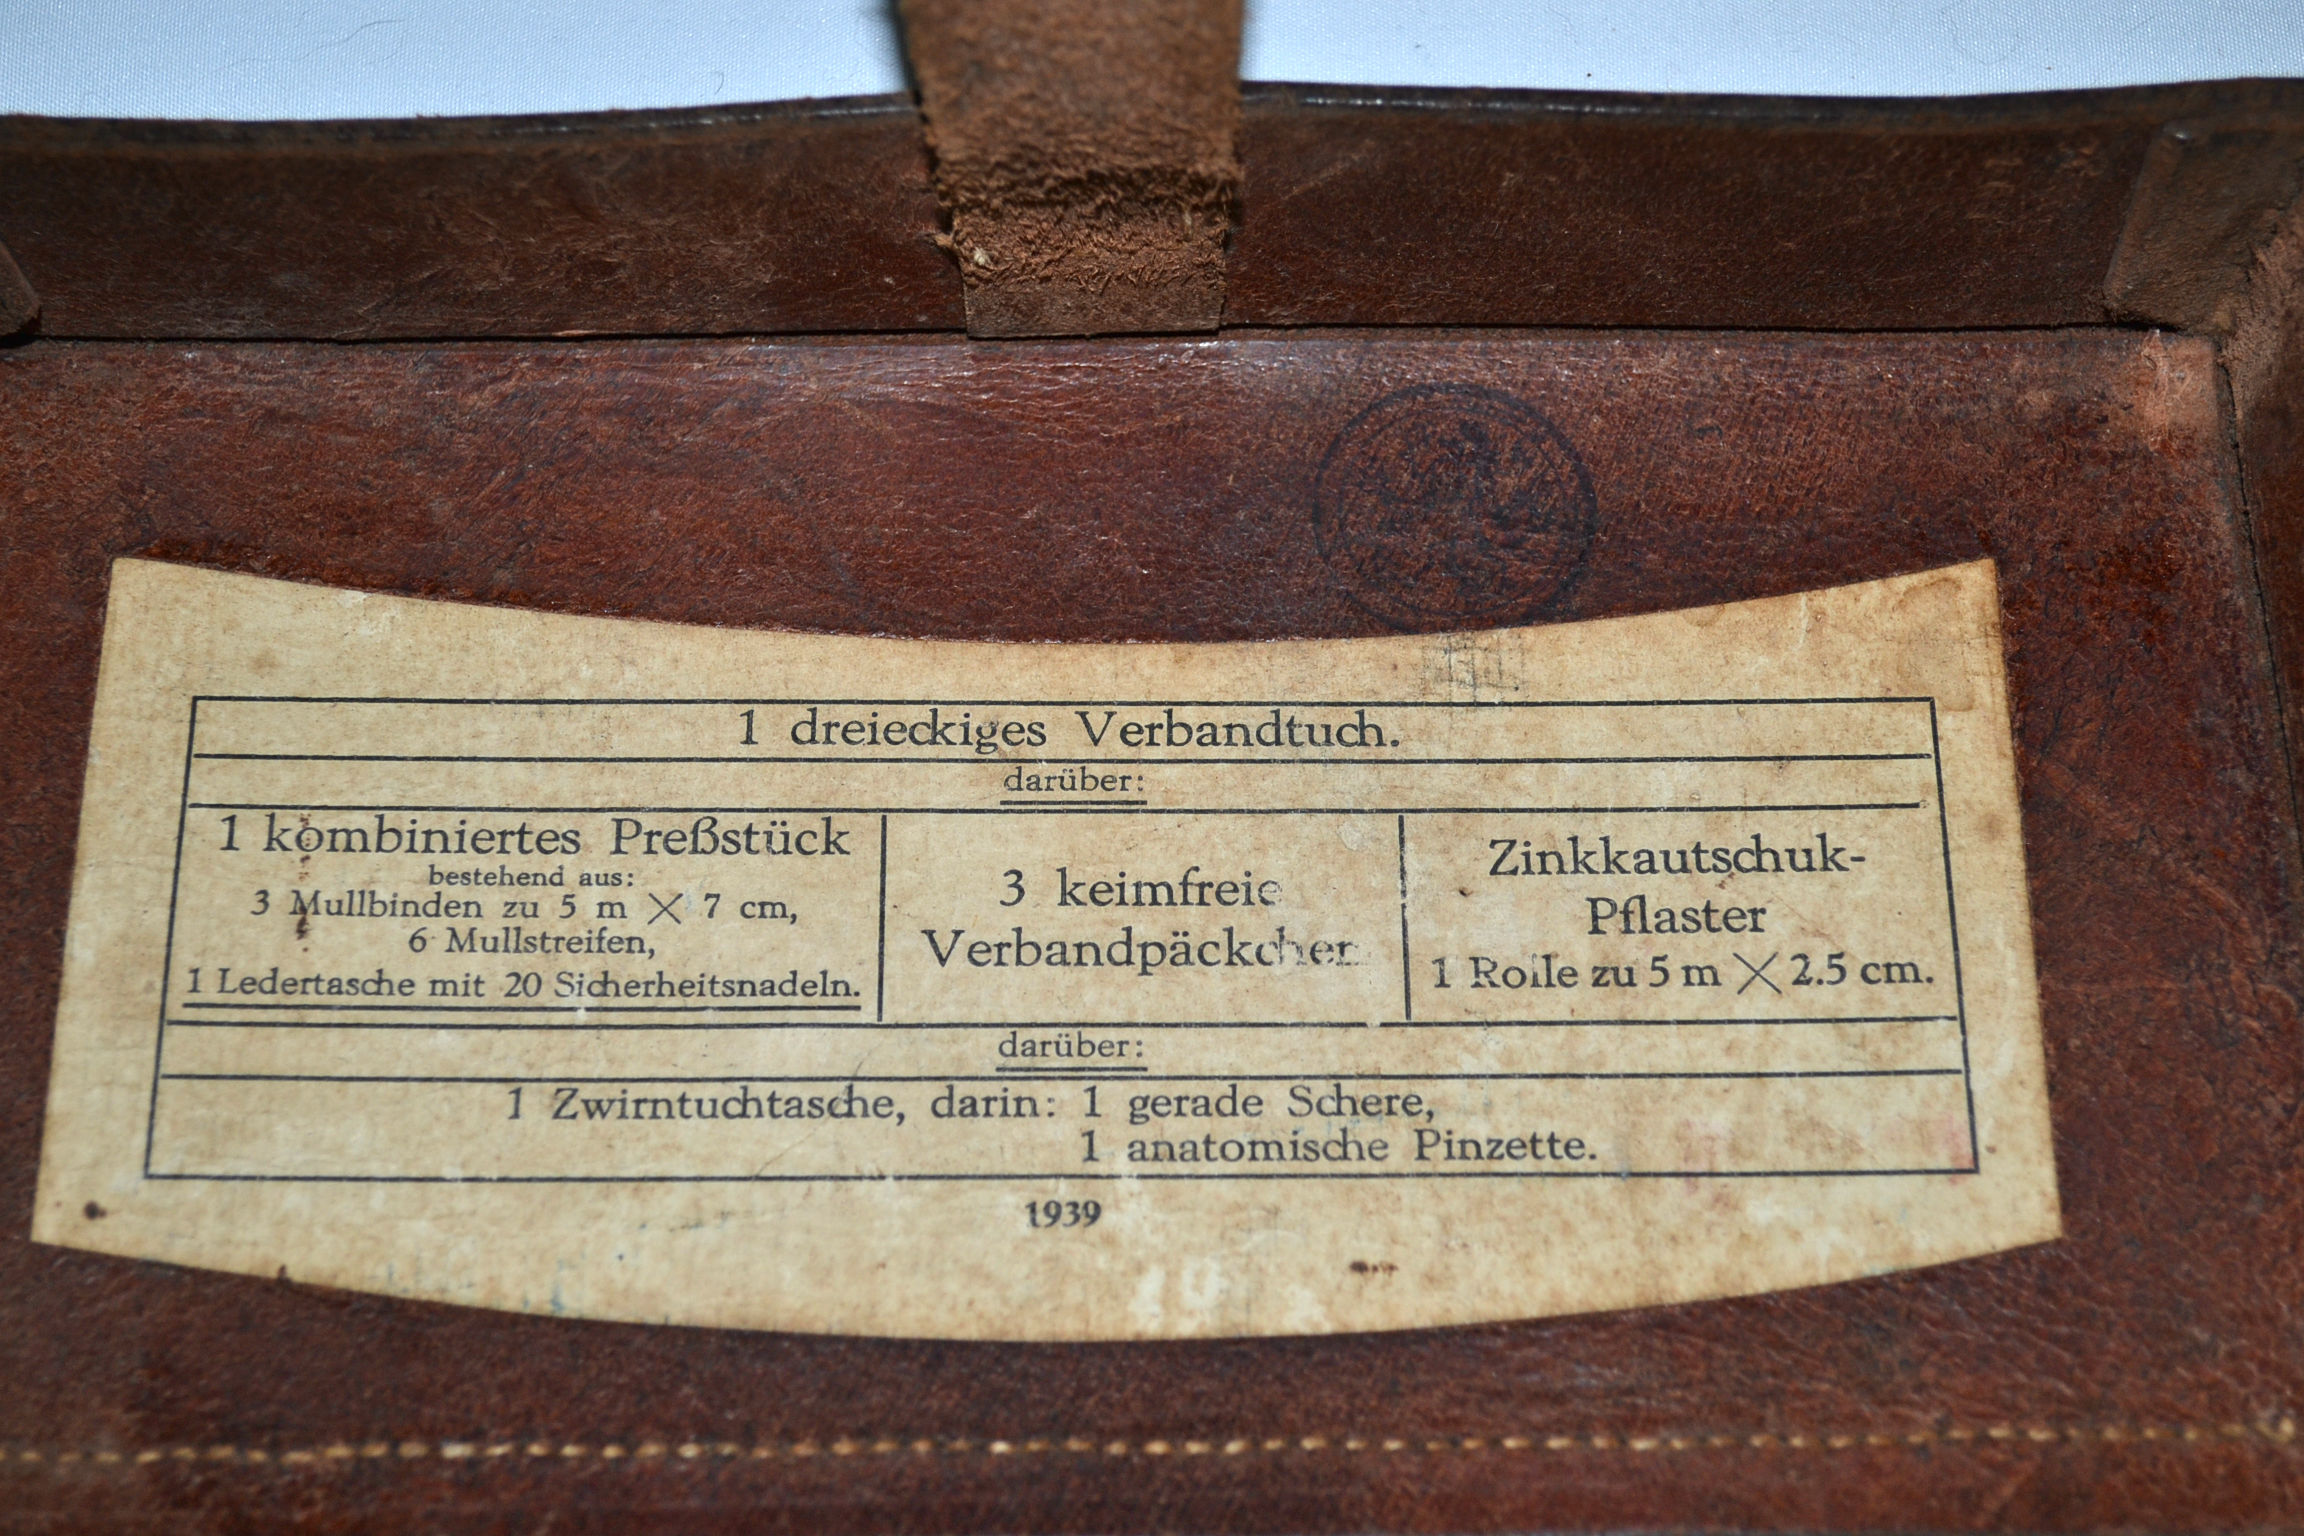 1 dreieckiges Verbandtuch.
darüber:
1 kombiniertes Preßstück
bestehend aus:
3 Mullbinden zu 5 m × 7 cm,
6 Mullstreifen,
1 Ledertasche mit 20 Sicherheitsnadeln.
3 keimfreie
Verbandpäckchen
Zinkkautschuk-
Pflaster
1 Rolle zu 5 m × 2.5 cm.
darüber:
1 Zwirntuchtasche, darin: 1 gerade Schere,
1 anatomische Pinzette.
1939